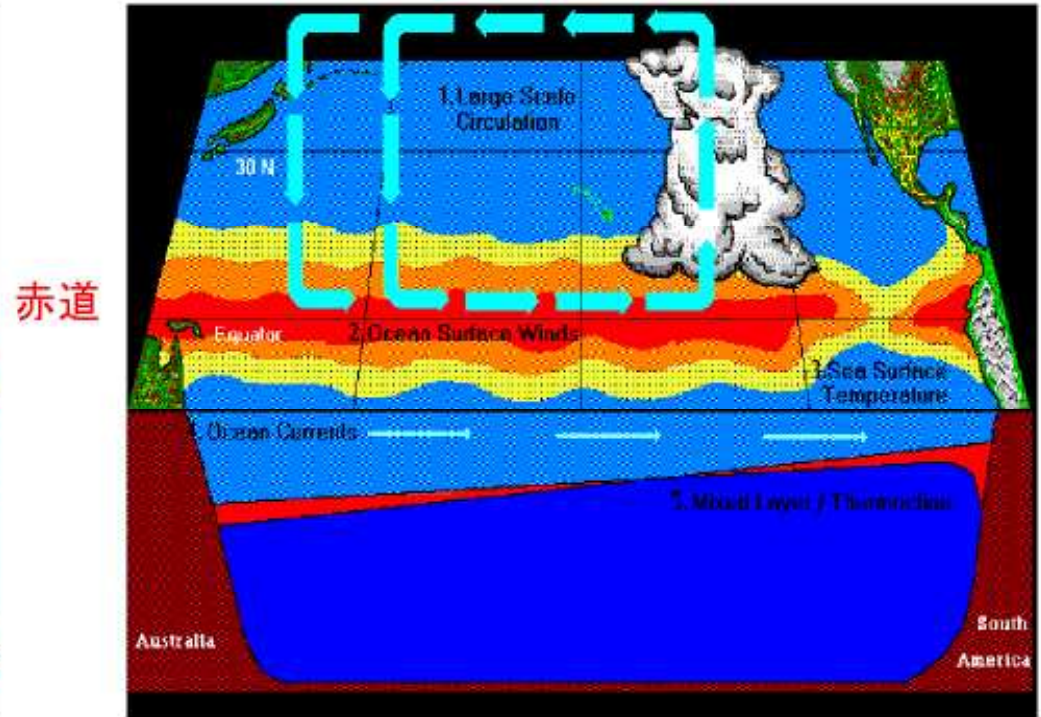 1. Large Scale
Circulation
30 N
赤道
Equator
2. Ocean Surface Winds
3. Sea Surface
Temperature
4. Ocean Currents
5. Mixed Layer / Thermocline
Australia
South
America